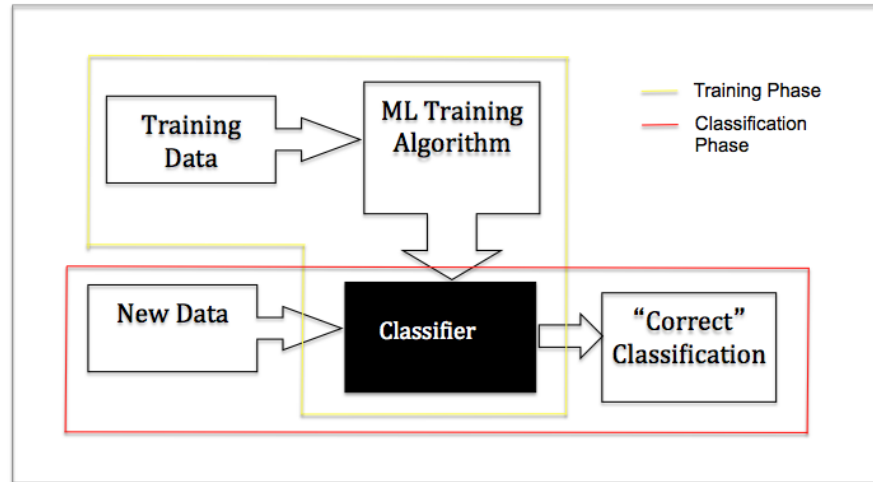 Training
Data
ML Training
Algorithm
Training Phase
Classification
Phase
New Data
Classifier
“Correct”
Classification